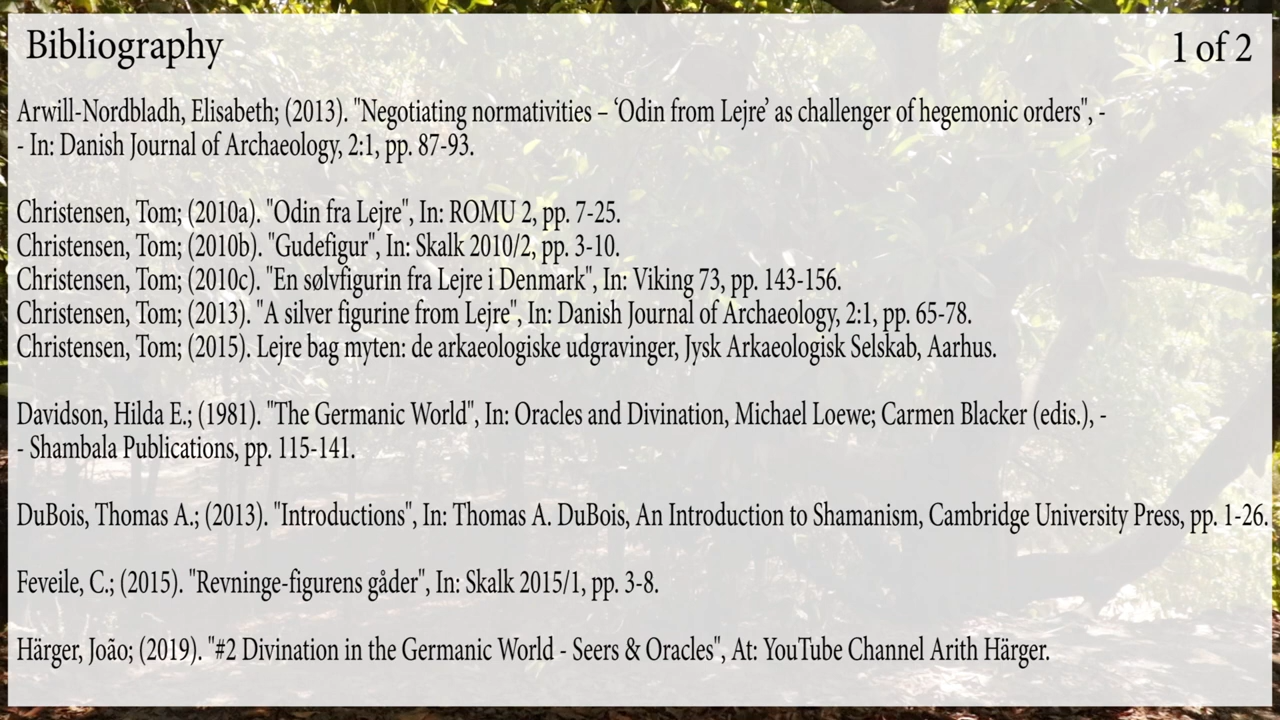 Bibliography
1 of 2
Arwill-Nordbladh, Elisabeth; (2013). "Negotiating normativities – ‘Odin from Lejre’ as challenger of hegemonic orders", -
- In: Danish Journal of Archaeology, 2:1, pp. 87-93.
Christensen, Tom; (2010a). "Odin fra Lejre", In: ROMU 2, pp. 7-25.
Christensen, Tom; (2010b). "Gudefigur", In: Skalk 2010/2, pp. 3-10.
Christensen, Tom; (2010c). "En sølvfigurin fra Lejre i Denmark", In: Viking 73, pp. 143-156.
Christensen, Tom; (2013). "A silver figurine from Lejre", In: Danish Journal of Archaeology, 2:1, pp. 65-78.
Christensen, Tom; (2015). Lejre bag myten: de arkaeologiske udgravinger, Jysk Arkaeologisk Selskab, Aarhus.
Davidson, Hilda E.; (1981). "The Germanic World", In: Oracles and Divination, Michael Loewe; Carmen Blacker (edis.), -
- Shambala Publications, pp. 115-141.
DuBois, Thomas A.; (2013). "Introductions", In: Thomas A. DuBois, An Introduction to Shamanism, Cambridge University Press, pp. 1-26.
Feveile, C.; (2015). "Revninge-figurens gåder", In: Skalk 2015/1, pp. 3-8.
Härger, João; (2019). "#2 Divination in the Germanic World - Seers & Oracles", At: YouTube Channel Arith Härger.